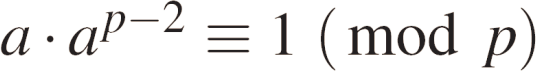 a · a^{p−2} ≡ 1 (mod p)